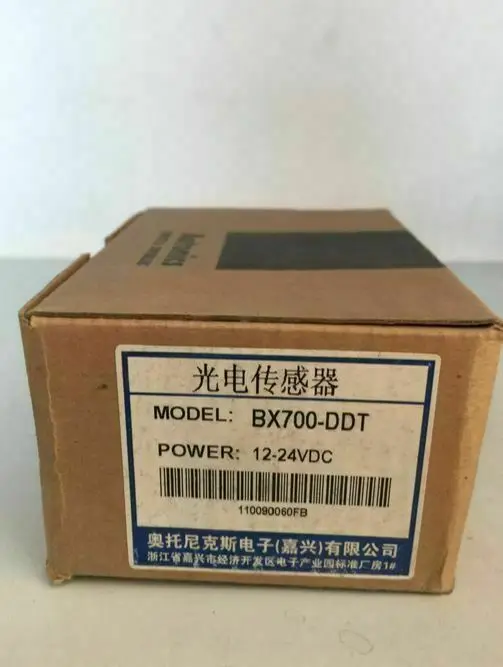 Autonics
光电传感器
MODEL: BX700-DDT
POWER: 12-24VDC
110090060FB
奥托尼克斯电子(嘉兴)有限公司
浙江省嘉兴市经济开发区电子产业园标准厂房1#